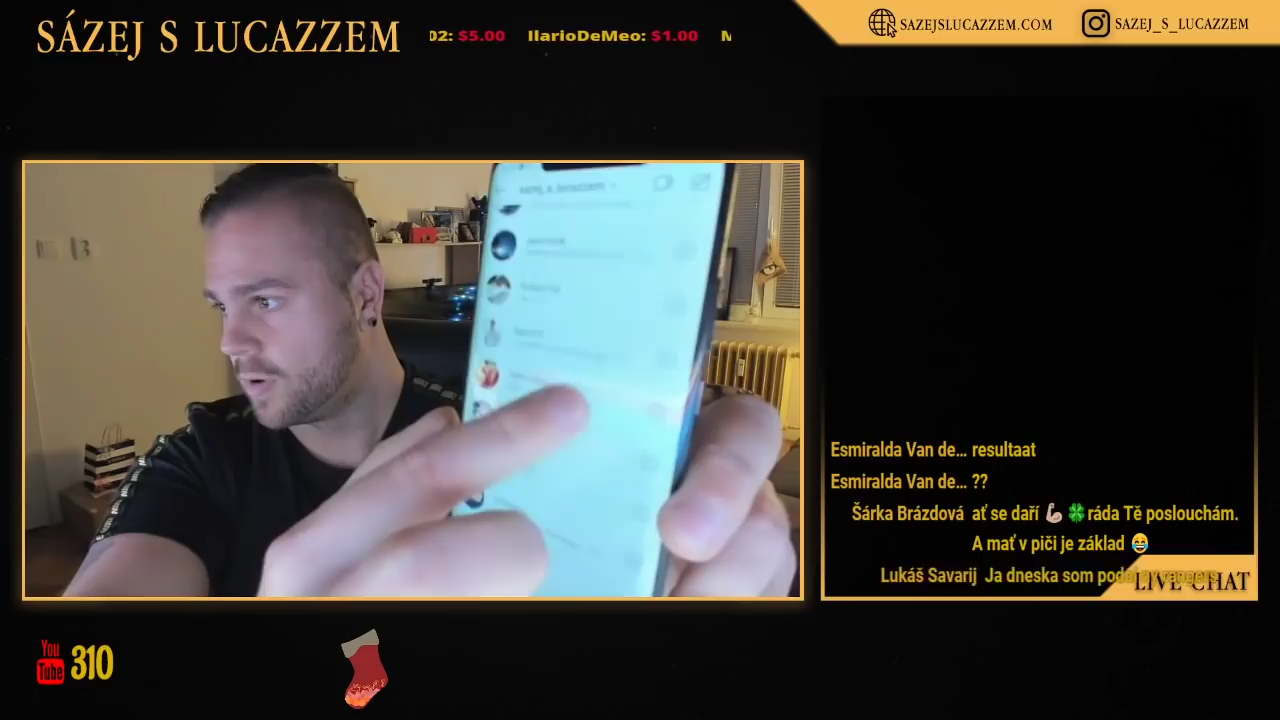 SÁZEJ S LUCAZZEM
02: $5.00 IlarioDeMeo: $1.00
SAZEJSLUCAZZEM.COM
SAZEJ_S_LUCAZZEM
Esmiralda Van de... resultaat
Esmiralda Van de... ??
Šárka Brázdová ať se daří 💪🏻🍀ráda Tě poslouchám.
A mať v piči je základ 😂
Lukáš Savarij Ja dneska som
LIVE CHAT
You
Tube 310